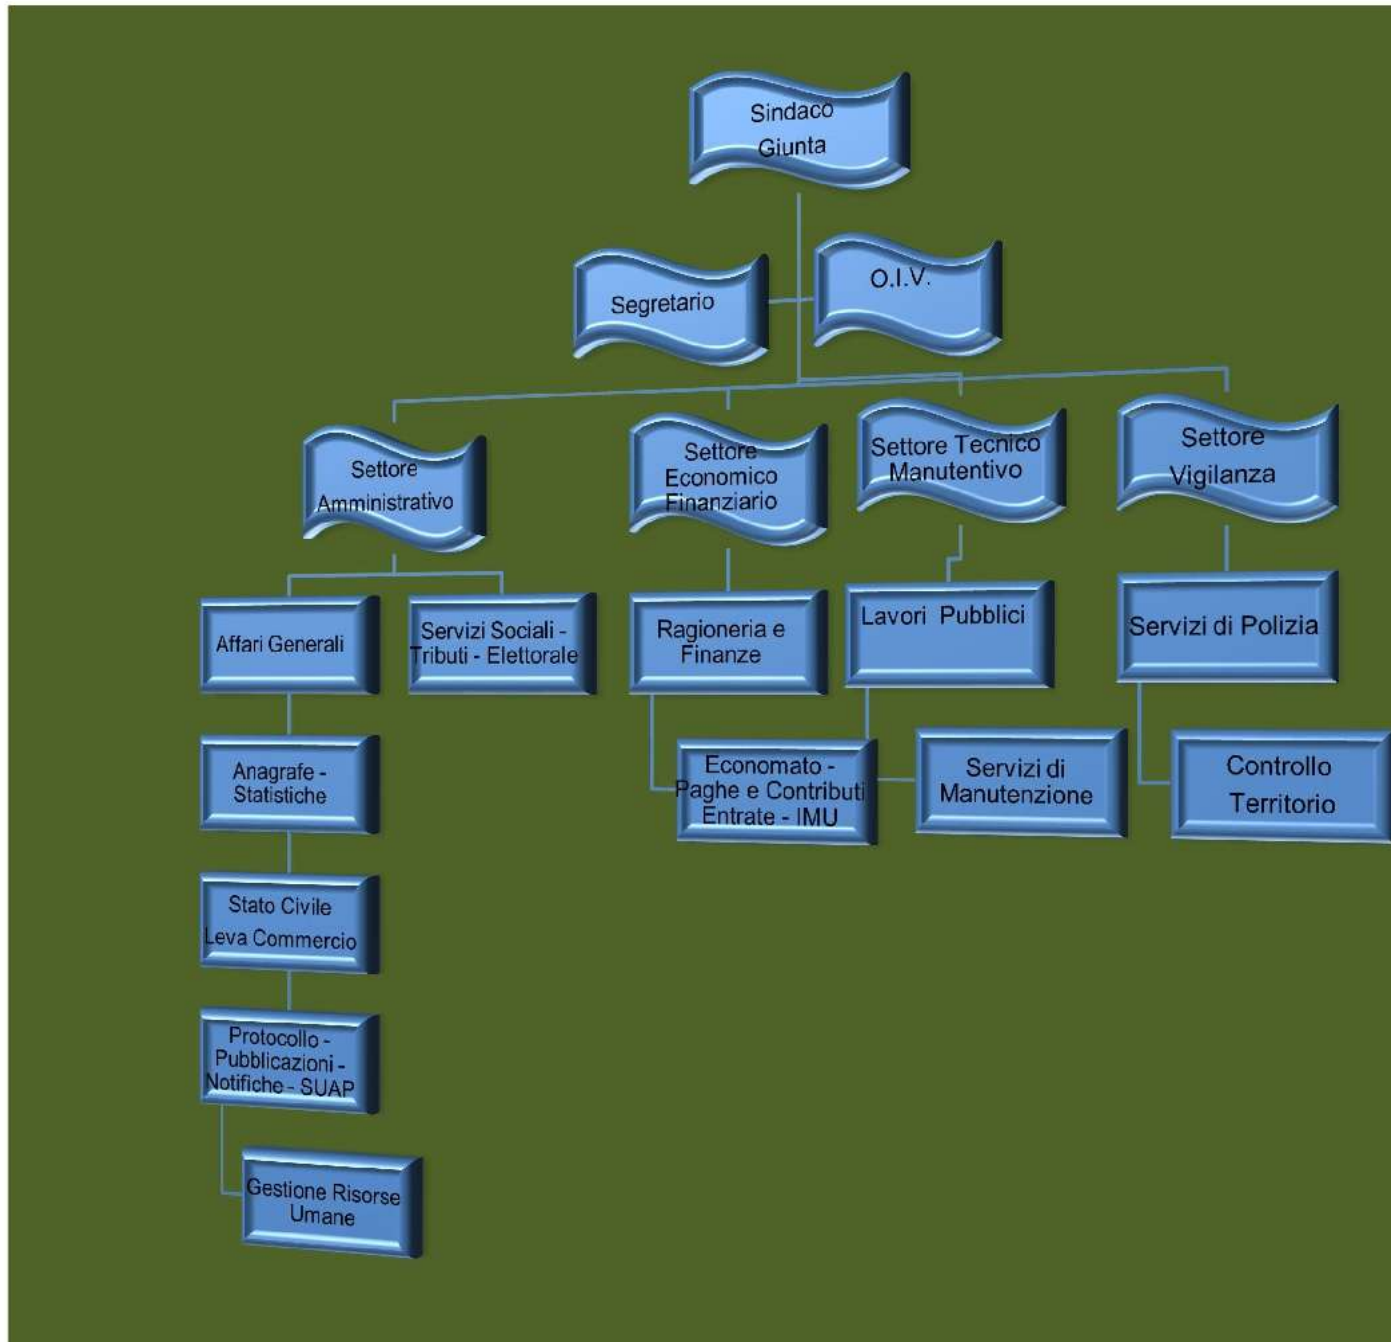 Sindaco
Giunta
Segretario
O.I.V.
Settore
Amministrativo
Settore
Economico
Finanziario
Settore Tecnico
Manutentivo
Settore
Vigilanza
Affari Generali
Servizi Sociali -
Tributi - Elettorale
Ragioneria e
Finanze
Lavori Pubblici
Servizi di Polizia
Anagrafe -
Statistiche
Economato -
Paghe e Contributi
Entrate - IMU
Servizi di
Manutenzione
Controllo
Territorio
Stato Civile
Leva Commercio
Protocollo -
Pubblicazioni -
Notifiche - SUAP
Gestione Risorse
Umane